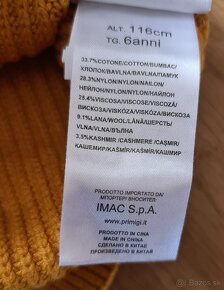 ALT. 116cm
TG. 6anni
33.7%COTONE/COTTON/BUMBAC/
ХЛОПОК/BAVLNA/BAVLNA/ПАМУК
28.3%NYLON/NYLON/NAILON/
НЕЙЛОН/NYLON/NYLON/НАЙЛОН
25.4%VISCOSA/VISCOSE/VISCOZĂ/
ВИСКОЗА/VISKÓZA/VISKÓZA/ВИСКОЗА
9.1%LANA/WOOL/LÂNĂ/ШЕРСТЬ/
VLNA/VLNA/ВЪЛНА
3.5%KASHMIR/CASHMERE/CAŞMIR/
КАШЕМИР/KAŠMÍR/KAŠMÍR/КАШМИР
PRODOTTO IMPORTATO DA/
ИМПОРТЕР/ВНОСИТЕЛ:
IMAC S.p.A.
www.primigi.it
PRODOTTO IN CINA
MADE IN CHINA
СДЕЛАНО В КИТАЕ
ПРОИЗВЕДЕНО В КИТАЙ
bazos.sk